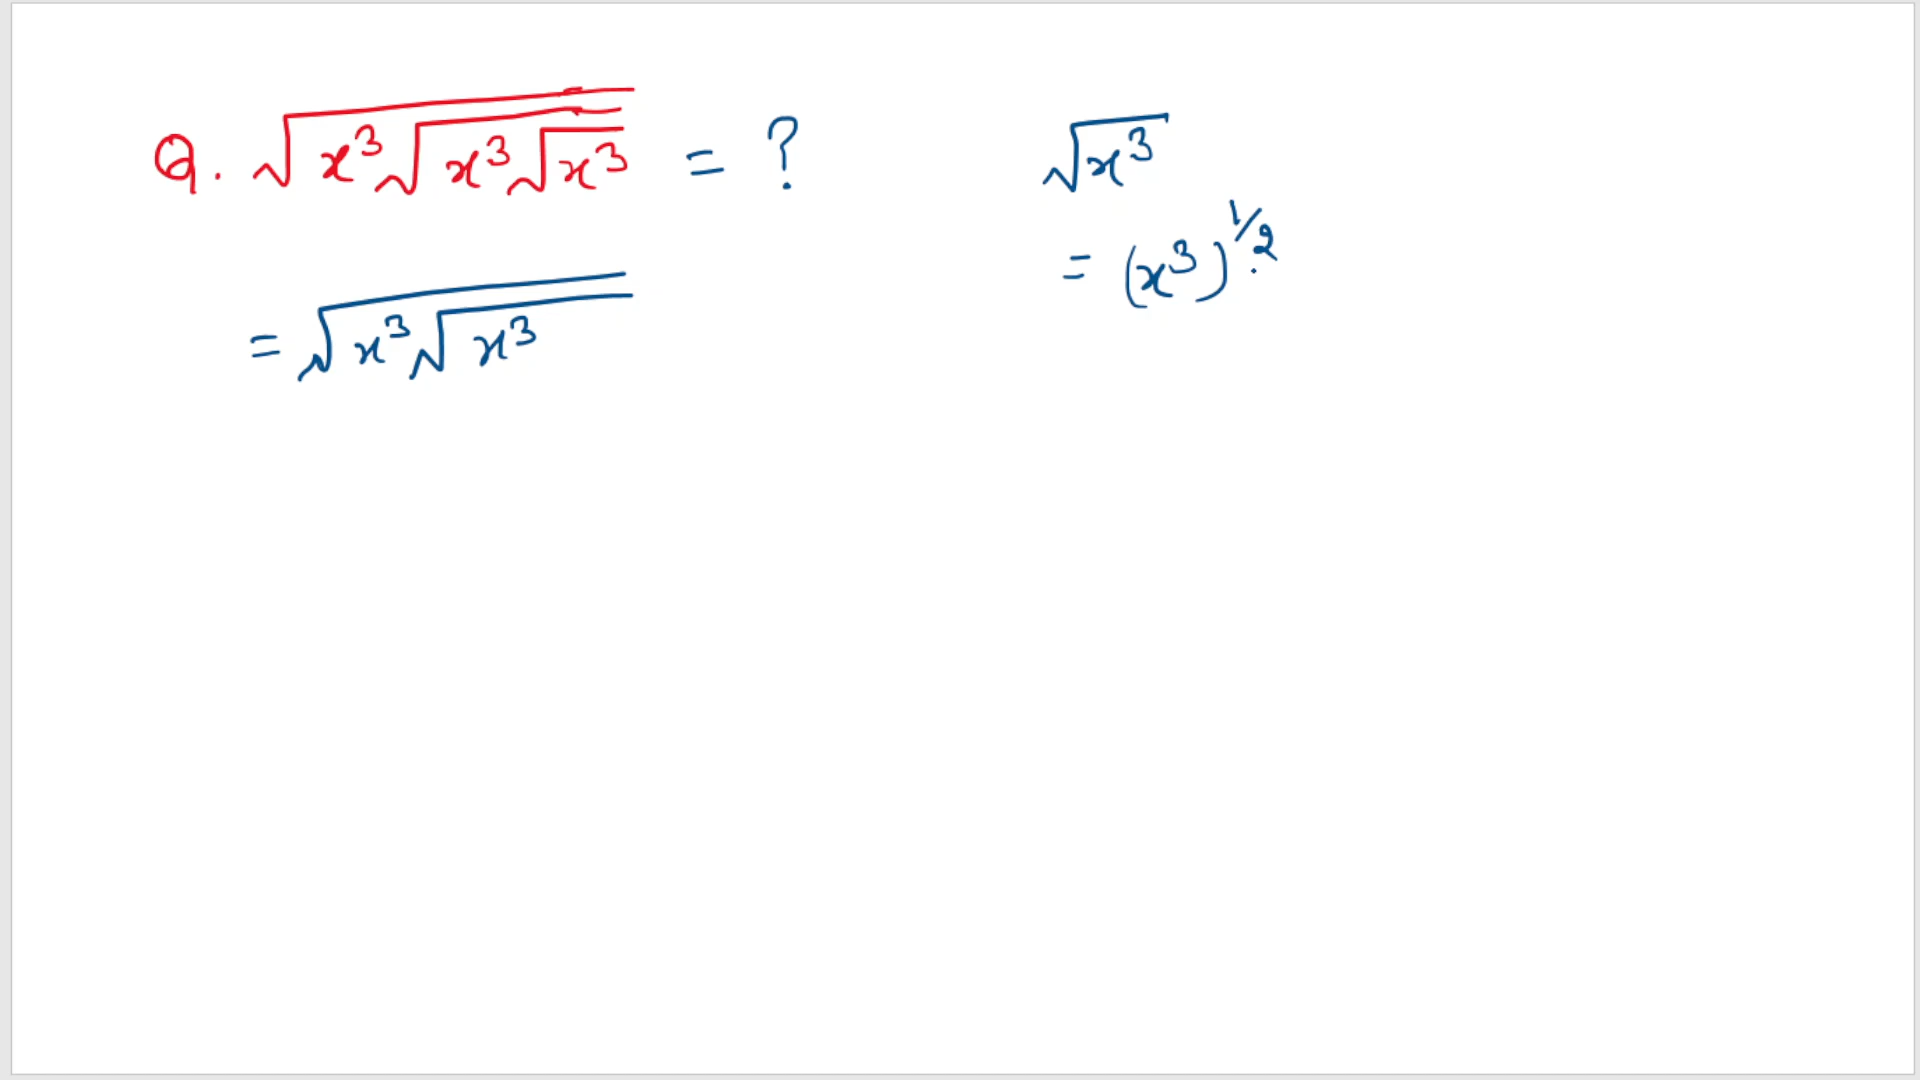 Q. √(x³√(x³√(x³))) = ?
= √(x³√(x³
√(x³)
= (x³)^1/2